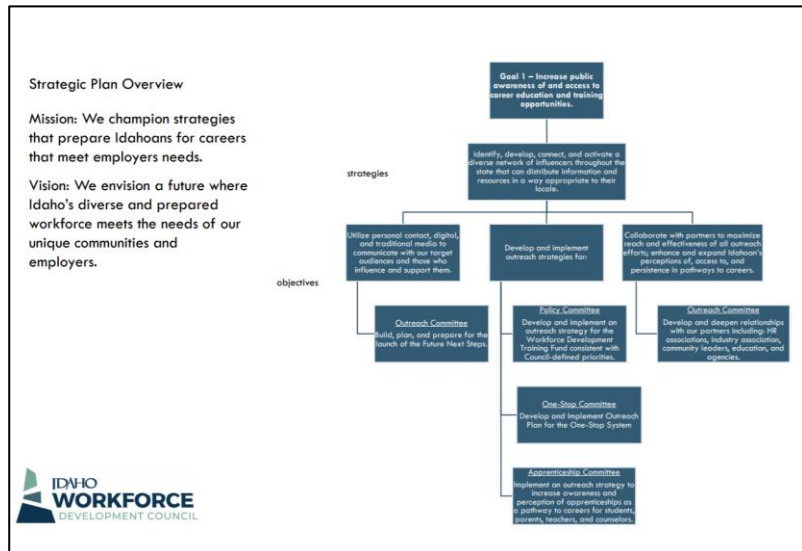 Strategic Plan Overview
Mission: We champion strategies
that prepare Idahoans for careers
that meet employers needs.
Vision: We envision a future where
Idaho's diverse and prepared
workforce meets the needs of our
unique communities and
employers.
Goal 1 – Increase public
awareness of and access to
career education and training
opportunities.
strategies
Identify, develop, connect, and activate a
diverse network of influencers throughout the
state that can distribute information and
resources in a way appropriate to their
locale.
Utilize personal contact, digital,
and traditional media to
communicate with our target
audiences and those who
influence and support them.
Develop and implement
outreach strategies for:
Collaborate with partners to maximize
reach and effectiveness of all outreach
efforts; enhance and expand Idahoan's
perceptions of, access to, and
persistence in pathways to careers.
objectives
Outreach Committee
Build, plan, and prepare for the
launch of the Future Next Steps.
Policy Committee
Develop and implement an
outreach strategy for the
Workforce Development
Training Fund consistent with
Council-defined priorities.
Outreach Committee
Develop and deepen relationships
with our partners including: HR
associations, industry association,
community leaders, education, and
agencies.
One-Stop Committee
Develop and Implement Outreach
Plan for the One-Stop System
Apprenticeship Committee
Implement an outreach strategy to
increase awareness and
perception of apprenticeships as
a pathway to careers for students,
parents, teachers, and counselors.
IDAHO
WORKFORCE
DEVELOPMENT COUNCIL